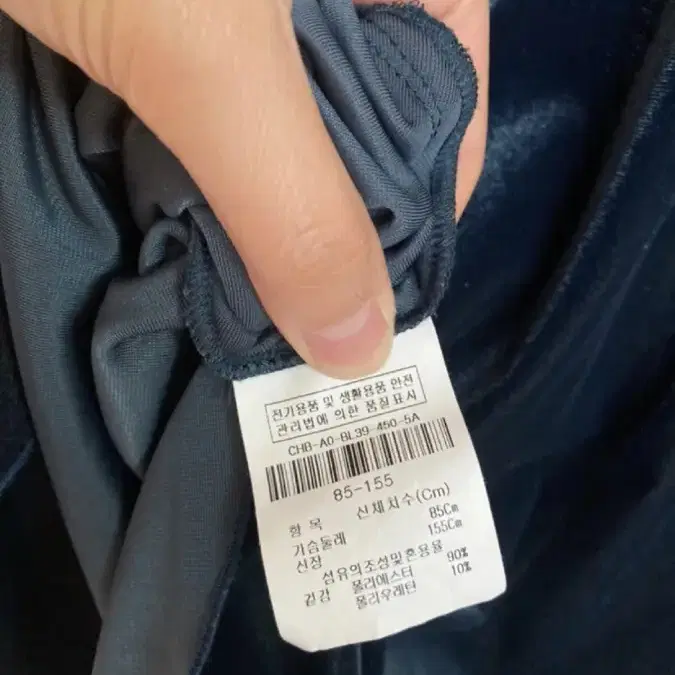 전기용품 및 생활용품 안전
관리법에 의한 품질표시
CHB-A0-BL39-450-5A
85-155
항 목 신체치수(Cm)
가슴둘레 85Cm
신장 155Cm
섬유의조성및혼용율
겉감 폴리에스터 90%
폴리우레탄 10%